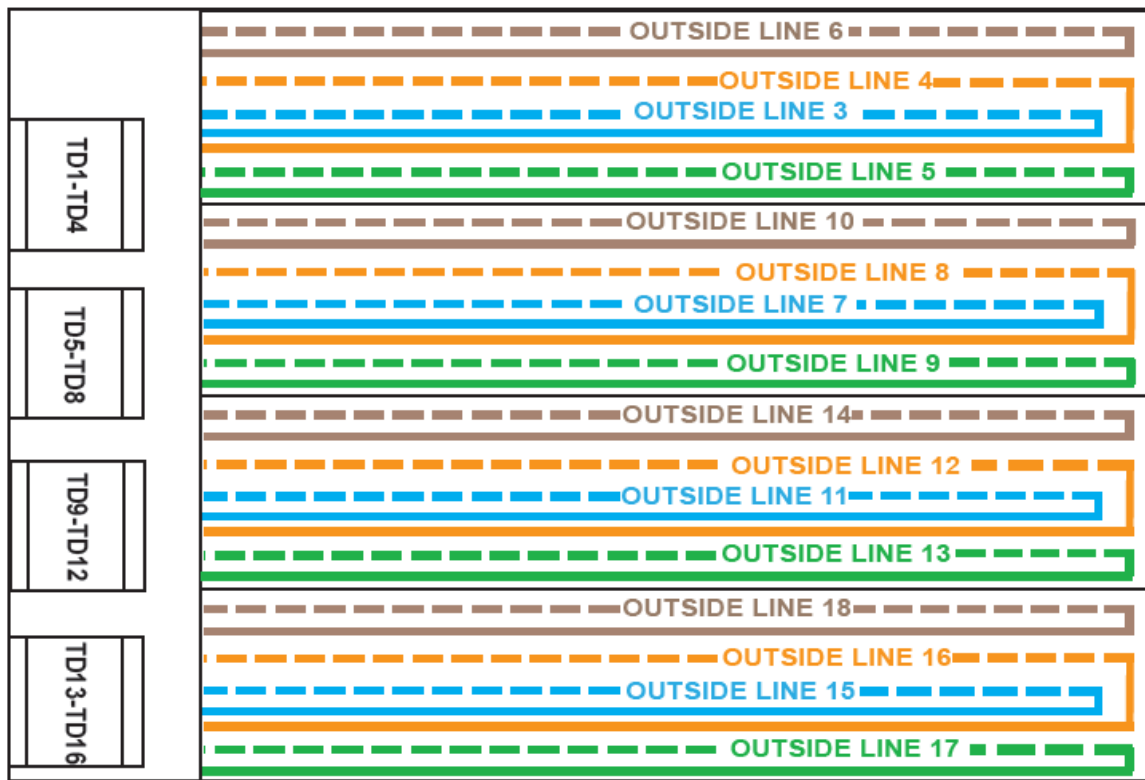 OUTSIDE LINE 6
OUTSIDE LINE 4
OUTSIDE LINE 3
OUTSIDE LINE 5
TD1-TD4
OUTSIDE LINE 10
OUTSIDE LINE 8
OUTSIDE LINE 7
OUTSIDE LINE 9
TD5-TD8
OUTSIDE LINE 14
OUTSIDE LINE 12
OUTSIDE LINE 11
OUTSIDE LINE 13
TD9-TD12
OUTSIDE LINE 18
OUTSIDE LINE 16
OUTSIDE LINE 15
OUTSIDE LINE 17
TD13-TD16